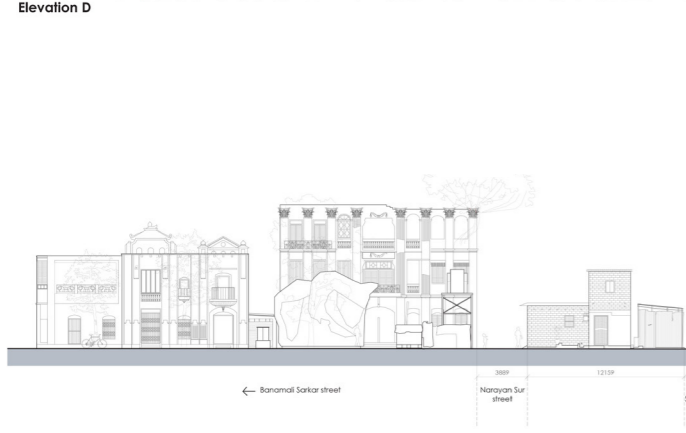 Elevation D
3889
12159
Banamali Sarkar street
Narayan Sur
street